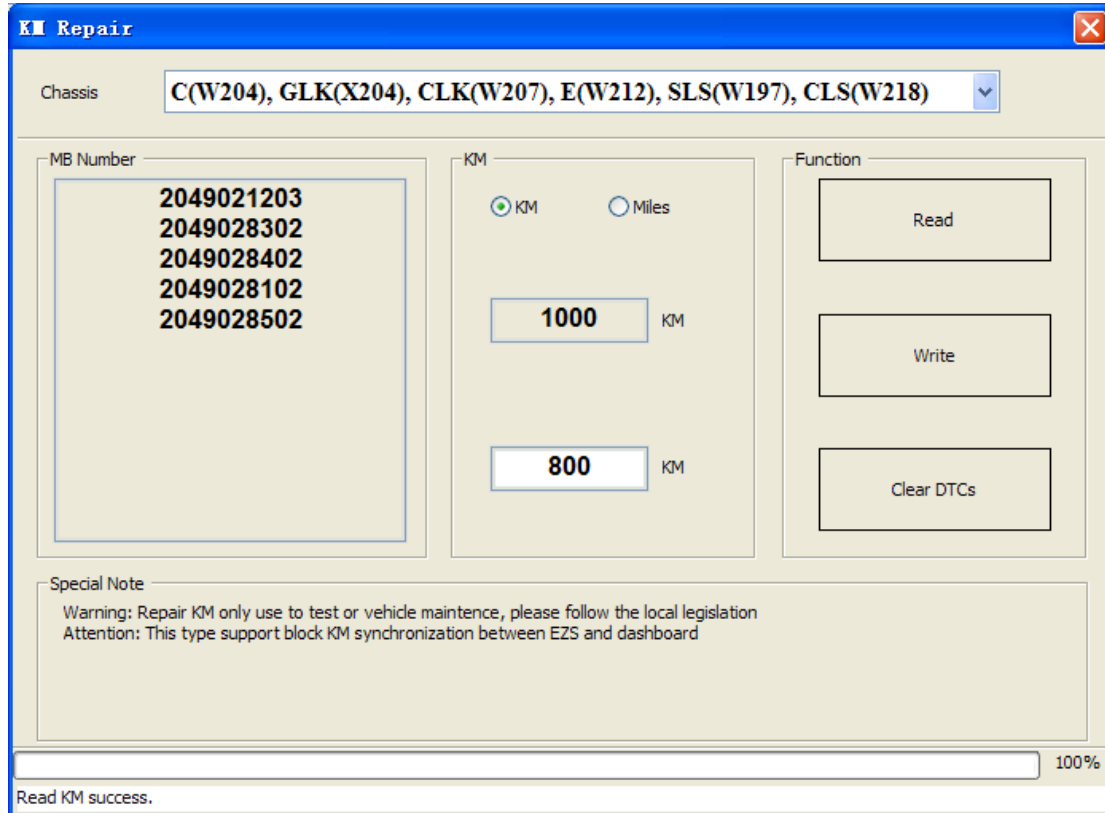 KM Repair
Chassis
C(W204), GLK(X204), CLK(W207), E(W212), SLS(W197), CLS(W218)
MB Number
2049021203
2049028302
2049028402
2049028102
2049028502
KM
KM Miles
1000 KM
800 KM
Function
Read
Write
Clear DTCs
Special Note
Warning: Repair KM only use to test or vehicle maintence, please follow the local legislation
Attention: This type support block KM synchronization between EZS and dashboard
100%
Read KM success.